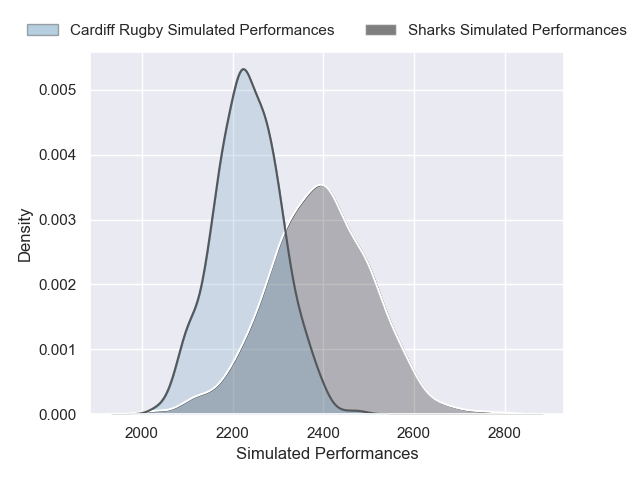 Cardiff Rugby Simulated Performances
Sharks Simulated Performances
0.005
0.004
0.003
0.002
0.001
0.000
Density
2000
2200
2400
2600
2800
Simulated Performances